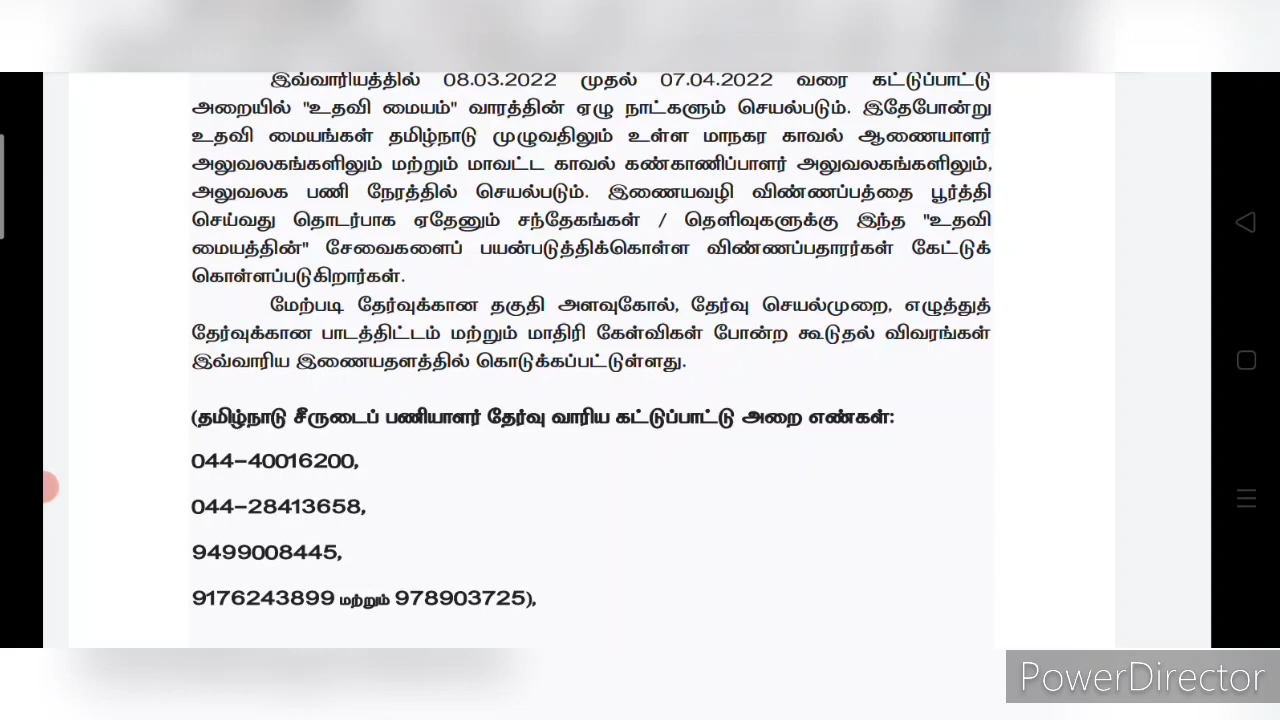 இவ்வாரியத்தில் 08.03.2022 முதல் 07.04.2022 வரை கட்டுப்பாட்டு
அறையில் "உதவி மையம்" வாரத்தின் ஏழு நாட்களும் செயல்படும். இதேபோன்று
உதவி மையங்கள் தமிழ்நாடு முழுவதிலும் உள்ள மாநகர காவல் ஆணையாளர்
அலுவலகங்களிலும் மற்றும் மாவட்ட காவல் கண்காணிப்பாளர் அலுவலகங்களிலும்,
அலுவலக பணி நேரத்தில் செயல்படும். இணையவழி விண்ணப்பத்தை பூர்த்தி
செய்வது தொடர்பாக ஏதேனும் சந்தேகங்கள் / தெளிவுகளுக்கு இந்த "உதவி
மையத்தின்" சேவைகளைப் பயன்படுத்திக்கொள்ள விண்ணப்பதாரர்கள் கேட்டுக்
கொள்ளப்படுகிறார்கள்.
மேற்படி தேர்வுக்கான தகுதி அளவுகோல், தேர்வு செயல்முறை, எழுத்துத்
தேர்வுக்கான பாடத்திட்டம் மற்றும் மாதிரி கேள்விகள் போன்ற கூடுதல் விவரங்கள்
இவ்வாரிய இணையதளத்தில் கொடுக்கப்பட்டுள்ளது.
(தமிழ்நாடு சீருடைப் பணியாளர் தேர்வு வாரிய கட்டுப்பாட்டு அறை எண்கள்:
044-40016200,
044-28413658,
9499008445,
9176243899 மற்றும் 978903725),
PowerDirector